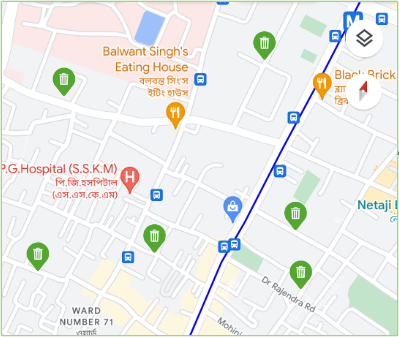 M
Balwant Singh's
Eating House
বলবন্ত সিং'স
ইটিং হাউস
Black Brick
P.G.Hospital (S.S.K.M)
পি.জি.হসপিটাল
(এস.এস.কে.এম)
H
Netaji
Dr Rajendra Rd
WARD
NUMBER 71
ওয়ার্ড